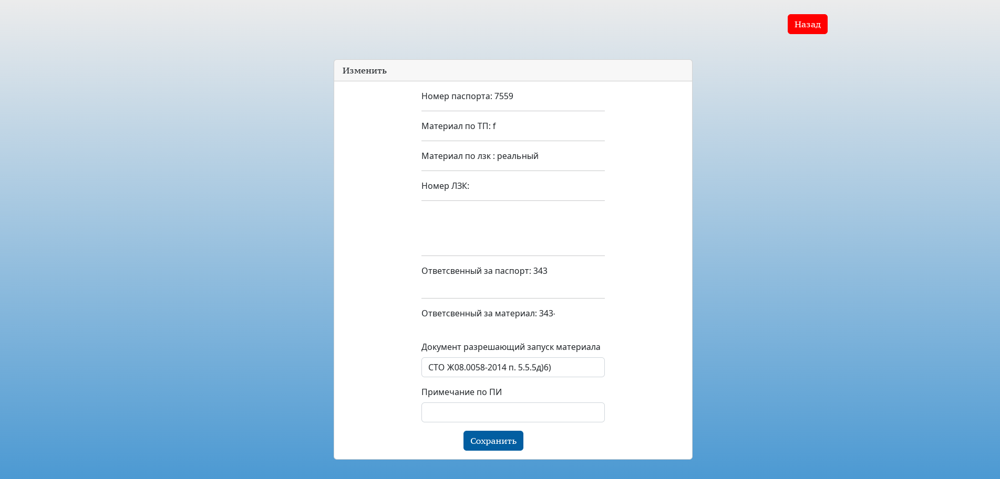 Назад
Изменить
Номер паспорта: 7559
Материал по ТП: f
Материал по лзк : реальный
Номер ЛЗК:
Ответсвенный за паспорт: 343
Ответсвенный за материал: 343-
Документ разрешающий запуск материала
СТО Ж08.0058-2014 п. 5.5.5д)6)
Примечание по ПИ
Сохранить